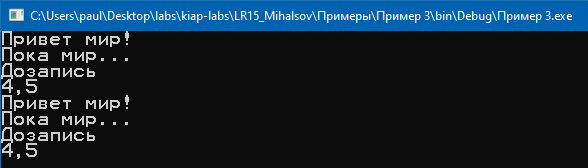 C:\Users\paul\Desktop\labs\kiap-labs\LR15_Mihalsov\Примеры\Пример 3\bin\Debug\Пример 3.exe
Привет мир!
Пока мир...
Дозапись
4,5
Привет мир!
Пока мир...
Дозапись
4,5